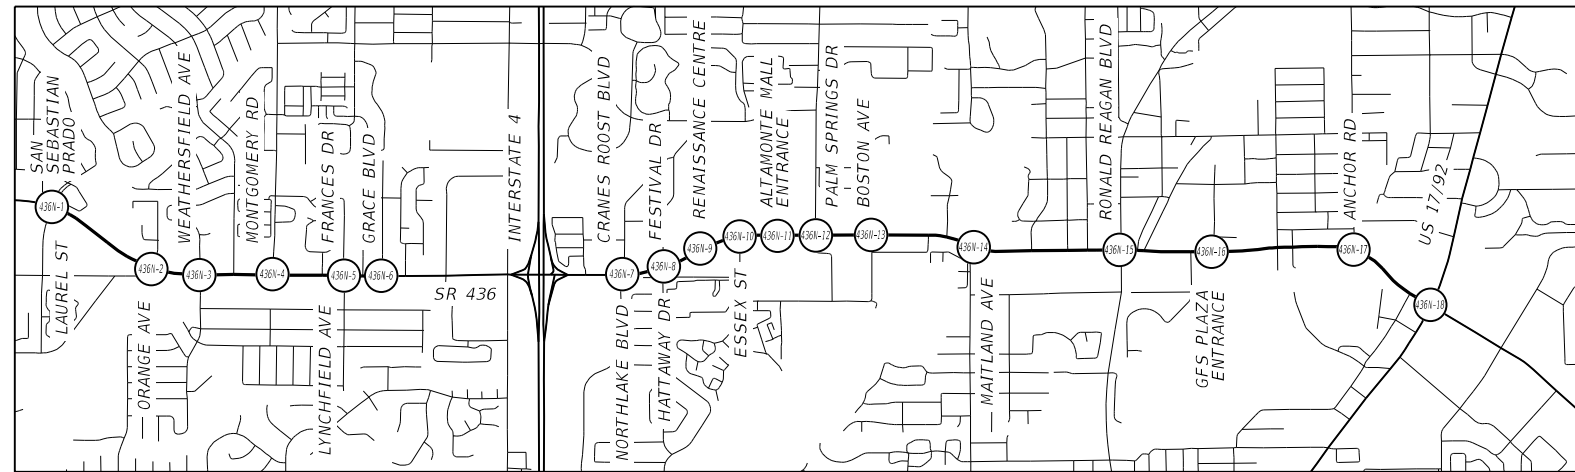 SAN
SEBASTIAN
PRADO
WEATHERSFIELD AVE
MONTGOMERY RD
FRANCES DR
GRACE BLVD
INTERSTATE 4
CRANES ROOST BLVD
FESTIVAL DR
RENAISSANCE CENTRE
ALTAMONTE MALL
ENTRANCE
PALM SPRINGS DR
BOSTON AVE
RONALD REAGAN BLVD
ANCHOR RD
US 17/92
436N-1
436N-2
436N-3
436N-4
436N-5
436N-6
436N-7
436N-8
436N-9
436N-10
436N-11
436N-12
436N-13
436N-14
436N-15
436N-16
436N-17
436N-18
SR 436
LAUREL ST
ORANGE AVE
LYNCHFIELD AVE
NORTHLAKE BLVD
HATTAWAY DR
ESSEX ST
MAITLAND AVE
GFS PLAZA
ENTRANCE